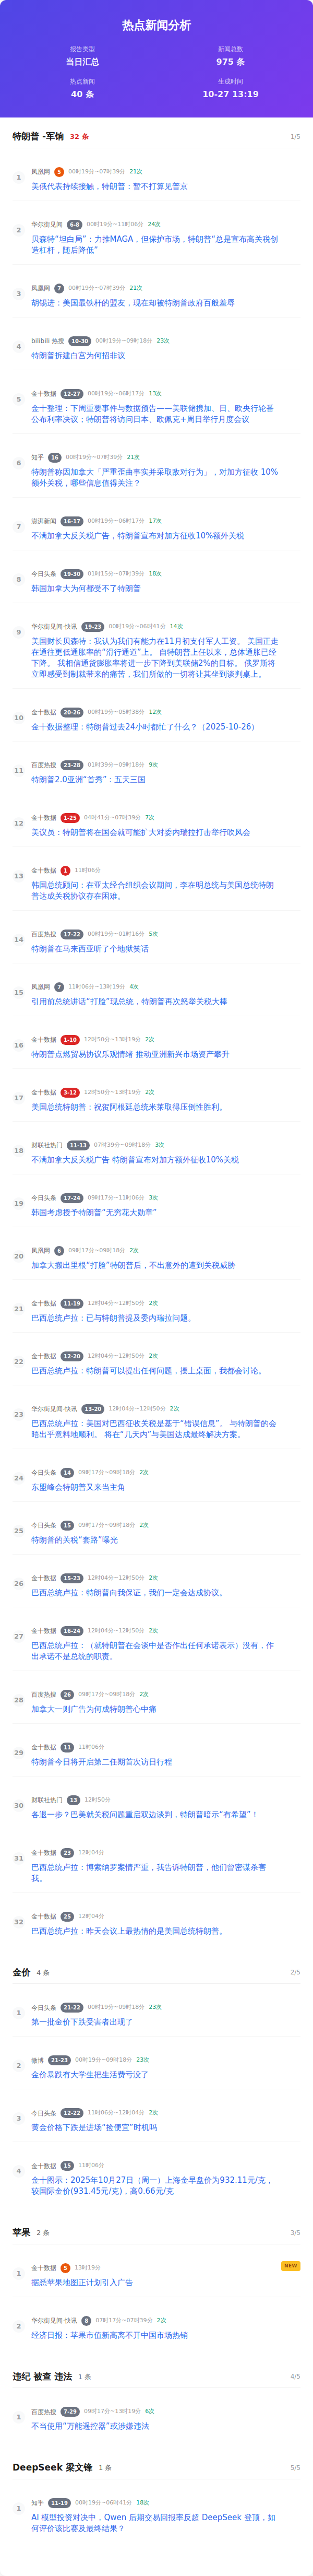 热点新闻分析
报告类型
当日汇总
新闻总数
975 条
热点新闻
40 条
生成时间
10-27 13:19
特朗普 -军饷 32 条 1/5
1
凤凰网 5 00时19分~07时39分 21次
美俄代表持续接触，特朗普：暂不打算见普京
2
华尔街见闻 6-8 00时19分~11时06分 24次
贝森特“坦白局”：力推MAGA，但保护市场，特朗普“总是宣布高关税创
造杠杆，随后降低”
3
凤凰网 7 00时19分~07时39分 21次
胡锡进：美国最铁杆的盟友，现在却被特朗普政府百般羞辱
4
bilibili 热搜 10-30 00时19分~09时18分 23次
特朗普拆建白宫为何招非议
5
金十数据 12-27 00时19分~06时17分 13次
金十整理：下周重要事件与数据预告——美联储携加、日、欧央行轮番
公布利率决议；特朗普将访问日本、欧佩克+周日举行月度会议
6
知乎 16 00时19分~07时39分 21次
特朗普称因加拿大「严重歪曲事实并采取敌对行为」，对加方征收 10%
额外关税，哪些信息值得关注？
7
澎湃新闻 16-17 00时19分~06时17分 17次
不满加拿大反关税广告，特朗普宣布对加方征收10%额外关税
8
今日头条 19-30 01时15分~07时39分 18次
韩国加拿大为何都受不了特朗普
9
华尔街见闻-快讯 19-23 00时19分~06时41分 14次
美国财长贝森特：我认为我们有能力在11月初支付军人工资。 美国正走
在通往更低通胀率的“滑行通道”上。 自特朗普上任以来，总体通胀已经
下降。 我相信通货膨胀率将进一步下降到美联储2%的目标。 俄罗斯将
立即感受到制裁带来的痛苦，我们所做的一切将让其坐到谈判桌上。
10
金十数据 20-26 00时19分~05时38分 12次
金十数据整理：特朗普过去24小时都忙了什么？（2025-10-26）
11
百度热搜 23-28 01时39分~09时18分 9次
特朗普2.0亚洲“首秀”：五天三国
12
金十数据 1-25 04时41分~07时39分 7次
美议员：特朗普将在国会就可能扩大对委内瑞拉打击举行吹风会
13
金十数据 1 11时06分
韩国总统顾问：在亚太经合组织会议期间，李在明总统与美国总统特朗
普达成关税协议存在困难。
14
百度热搜 17-22 00时19分~01时16分 5次
特朗普在马来西亚听了个地狱笑话
15
凤凰网 7 11时06分~13时19分 4次
引用前总统讲话“打脸”现总统，特朗普再次怒举关税大棒
16
金十数据 1-10 12时50分~13时19分 2次
特朗普点燃贸易协议乐观情绪 推动亚洲新兴市场资产攀升
17
金十数据 3-12 12时50分~13时19分 2次
美国总统特朗普：祝贺阿根廷总统米莱取得压倒性胜利。
18
财联社热门 11-13 07时39分~09时18分 3次
不满加拿大反关税广告 特朗普宣布对加方额外征收10%关税
19
今日头条 17-24 09时17分~11时06分 3次
韩国考虑授予特朗普“无穷花大勋章”
20
凤凰网 6 09时17分~09时18分 2次
加拿大搬出里根“打脸”特朗普后，不出意外的遭到关税威胁
21
金十数据 11-19 12时04分~12时50分 2次
巴西总统卢拉：已与特朗普提及委内瑞拉问题。
22
金十数据 12-20 12时04分~12时50分 2次
巴西总统卢拉：特朗普可以提出任何问题，摆上桌面，我都会讨论。
23
华尔街见闻-快讯 13-20 12时04分~12时50分 2次
巴西总统卢拉：美国对巴西征收关税是基于“错误信息”。 与特朗普的会
晤出乎意料地顺利。 将在“几天内”与美国达成最终解决方案。
24
今日头条 14 09时17分~09时18分 2次
东盟峰会特朗普又来当主角
25
今日头条 15 09时17分~09时18分 2次
特朗普的关税“套路”曝光
26
金十数据 15-23 12时04分~12时50分 2次
巴西总统卢拉：特朗普向我保证，我们一定会达成协议。
27
金十数据 16-24 12时04分~12时50分 2次
巴西总统卢拉：（就特朗普在会谈中是否作出任何承诺表示）没有，作
出承诺不是总统的职责。
28
百度热搜 26 09时17分~09时18分 2次
加拿大一则广告为何成特朗普心中痛
29
金十数据 11 11时06分
特朗普今日将开启第二任期首次访日行程
30
财联社热门 13 12时50分
各退一步？巴美就关税问题重启双边谈判，特朗普暗示“有希望”！
31
金十数据 23 12时04分
巴西总统卢拉：博索纳罗案情严重，我告诉特朗普，他们曾密谋杀害
我。
32
金十数据 25 12时04分
巴西总统卢拉：昨天会议上最热情的是美国总统特朗普。
金价 4 条 2/5
1
今日头条 21-22 00时19分~09时18分 23次
第一批金价下跌受害者出现了
2
微博 21-23 00时19分~09时18分 23次
金价暴跌有大学生把生活费亏没了
3
今日头条 12-22 11时06分~12时04分 2次
黄金价格下跌是进场“捡便宜”时机吗
4
金十数据 15 11时06分
金十图示：2025年10月27日（周一）上海金早盘价为932.11元/克，
较国际金价(931.45元/克)，高0.66元/克
苹果 2 条 3/5
1
金十数据 5 13时19分 NEW
据悉苹果地图正计划引入广告
2
华尔街见闻-快讯 8 07时17分~07时39分 2次
经济日报：苹果市值新高离不开中国市场热销
违纪 被查 违法 1 条 4/5
1
百度热搜 7-29 09时17分~13时19分 6次
不当使用“万能遥控器”或涉嫌违法
DeepSeek 梁文锋 1 条 5/5
1
知乎 11-19 00时19分~06时41分 18次
AI 模型投资对决中，Qwen 后期交易回报率反超 DeepSeek 登顶，如
何评价该比赛及最终结果？